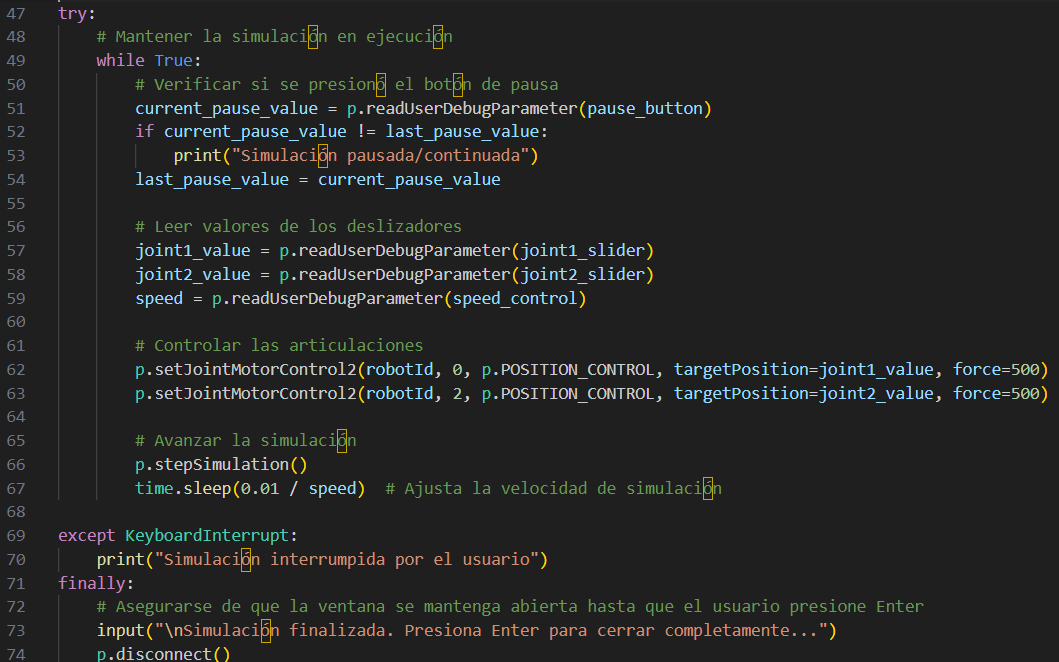 47 try:
48 # Mantener la simulación en ejecución
49 while True:
50 # Verificar si se presionó el botón de pausa
51 current_pause_value = p.readUserDebugParameter(pause_button)
52 if current_pause_value != last_pause_value:
53 print("Simulación pausada/continuada")
54 last_pause_value = current_pause_value
55
56 # Leer valores de los deslizadores
57 joint1_value = p.readUserDebugParameter(joint1_slider)
58 joint2_value = p.readUserDebugParameter(joint2_slider)
59 speed = p.readUserDebugParameter(speed_control)
60
61 # Controlar las articulaciones
62 p.setJointMotorControl2(robotId, 0, p.POSITION_CONTROL, targetPosition=joint1_value, force=500)
63 p.setJointMotorControl2(robotId, 2, p.POSITION_CONTROL, targetPosition=joint2_value, force=500)
64
65 # Avanzar la simulación
66 p.stepSimulation()
67 time.sleep(0.01 / speed) # Ajusta la velocidad de simulación
68
69 except KeyboardInterrupt:
70 print("Simulación interrumpida por el usuario")
71 finally:
72 # Asegurarse de que la ventana se mantenga abierta hasta que el usuario presione Enter
73 input("\nSimulación finalizada. Presiona Enter para cerrar completamente...")
74 p.disconnect()